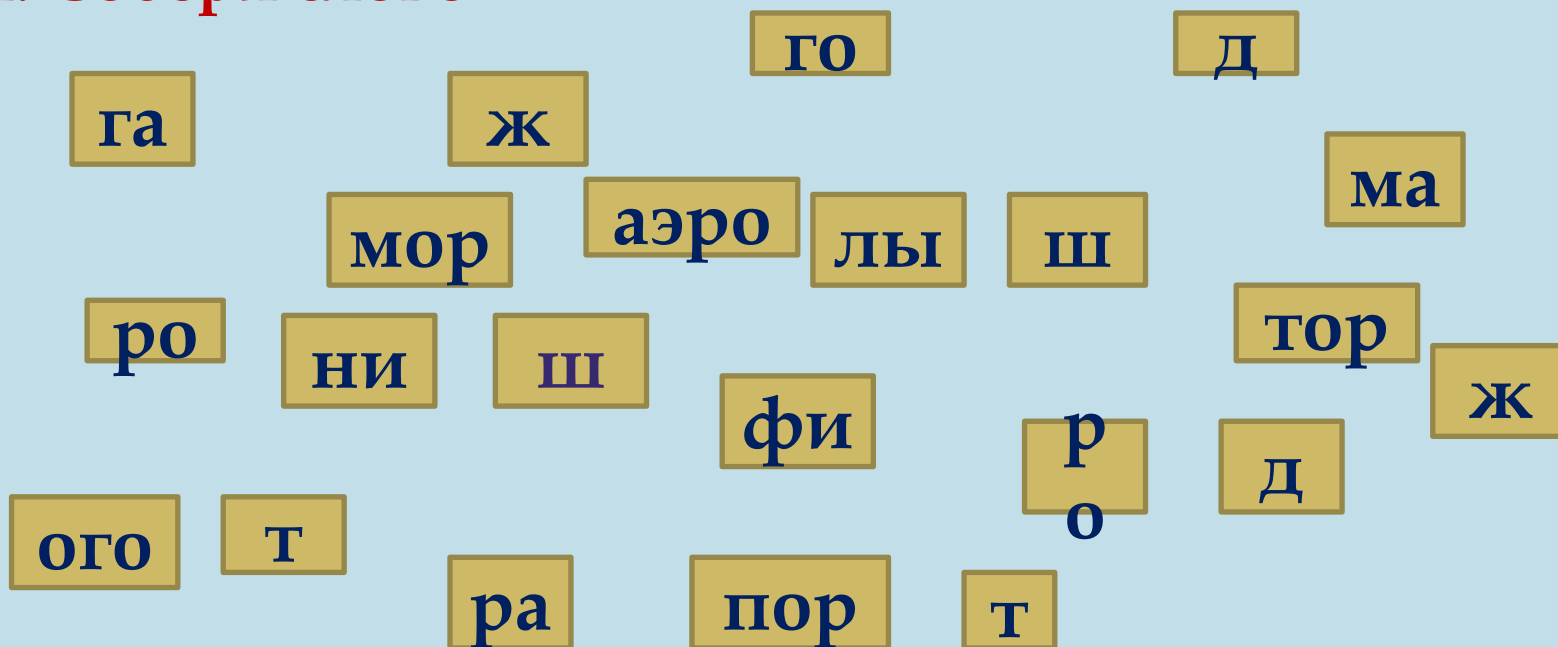 го
д
га
ж
ма
мор
аэро
лы
ш
ро
ни
ш
тор
ж
фи
р
о
д
ого
т
ра
пор
т